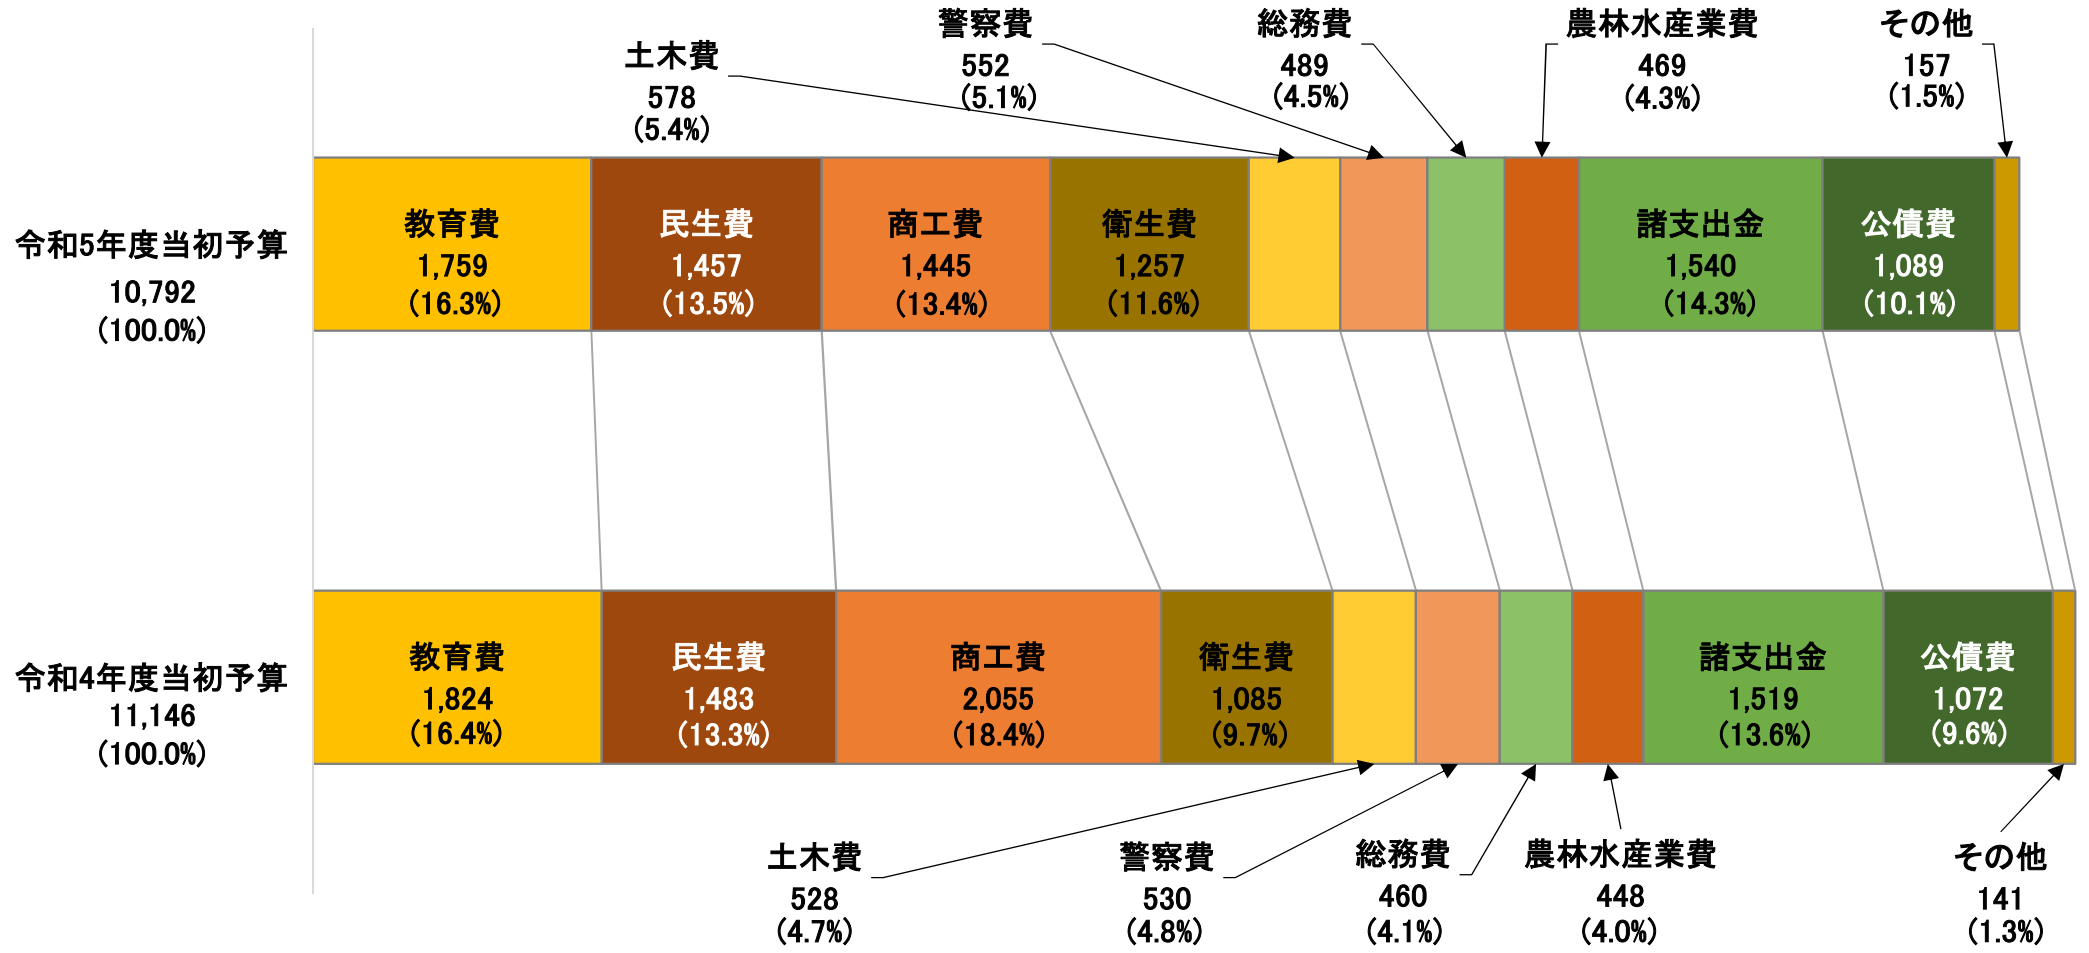 土木費
578
(5.4%)
警察費
552
(5.1%)
総務費
489
(4.5%)
農林水産業費
469
(4.3%)
その他
157
(1.5%)
令和5年度当初予算
10,792
(100.0%)
教育費
1,759
(16.3%)
民生費
1,457
(13.5%)
商工費
1,445
(13.4%)
衛生費
1,257
(11.6%)
諸支出金
1,540
(14.3%)
公債費
1,089
(10.1%)
令和4年度当初予算
11,146
(100.0%)
教育費
1,824
(16.4%)
民生費
1,483
(13.3%)
商工費
2,055
(18.4%)
衛生費
1,085
(9.7%)
諸支出金
1,519
(13.6%)
公債費
1,072
(9.6%)
土木費
528
(4.7%)
警察費
530
(4.8%)
総務費
460
(4.1%)
農林水産業費
448
(4.0%)
その他
141
(1.3%)